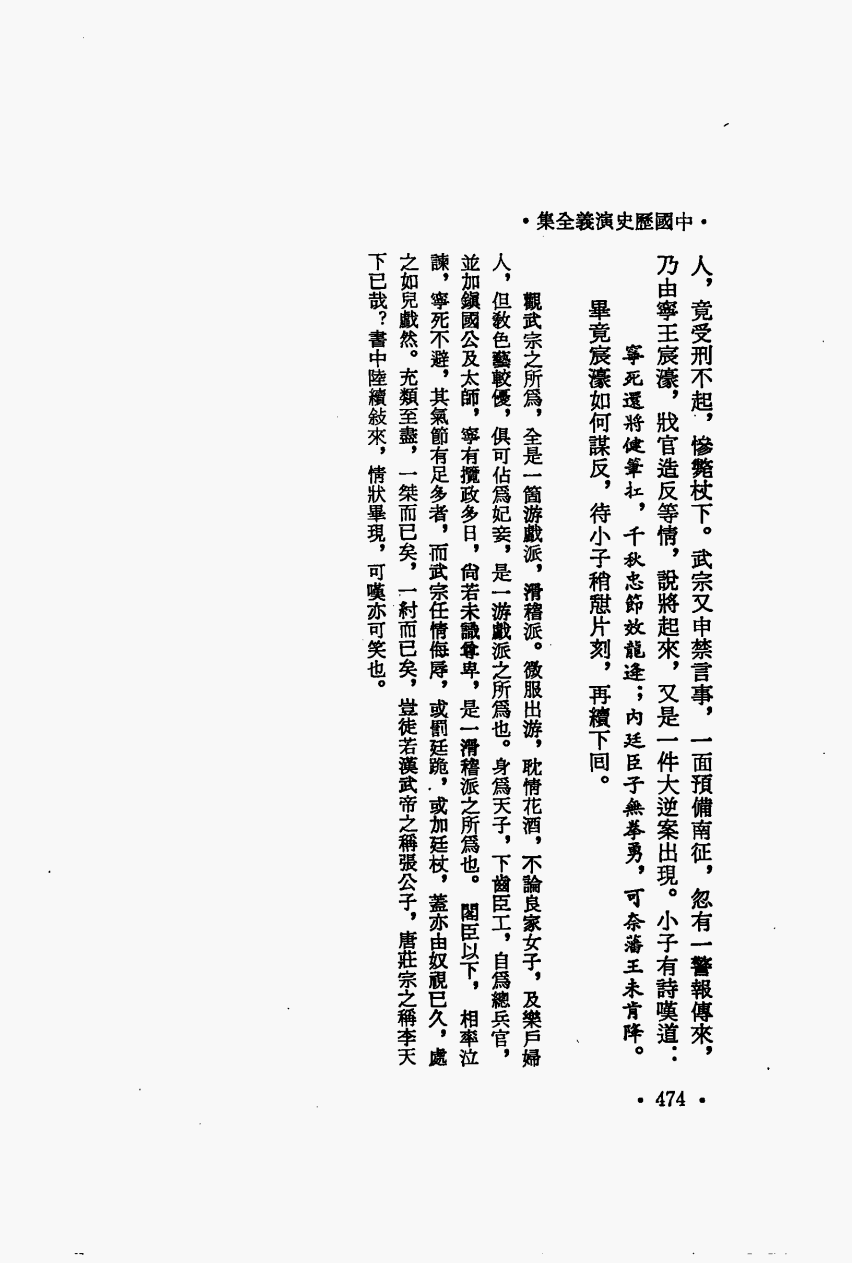 •中國歷史演義全集•
人，竟受刑不起，慘斃杖下。武宗又申禁言事，一面預備南征，忽有一警報傳來，
乃由寧王宸濠，戕官造反等情，說將起來，又是一件大逆案出現。小子有詩嘆道：
寧死還將健筆扛，千秋忠節效龍逄；內廷臣子無拳勇，可奈藩王未肯降。
畢竟宸濠如何謀反，待小子稍憩片刻，再續下回。
觀武宗之所爲，全是一箇游戲派，滑稽派。微服出游，耽情花酒，不論良家女子，及樂戶婦
人，但敎色藝較優，俱可佔爲妃妾，是一游戲派之所爲也。身爲天子，下齒臣工，自爲總兵官，
並加鎭國公及太師，寧有攬政多日，尙若未識尊卑，是一滑稽派之所爲也。閣臣以下，相率泣
諫，寧死不避，其氣節有足多者，而武宗任情侮辱，或罰廷跪，或加廷杖，蓋亦由奴視已久，處
之如兒戲然。充類至盡，一桀而已矣，一紂而已矣，豈徒若漢武帝之稱張公子，唐莊宗之稱李天
下已哉？書中陸續敍來，情狀畢現，可嘆亦可笑也。
•474•